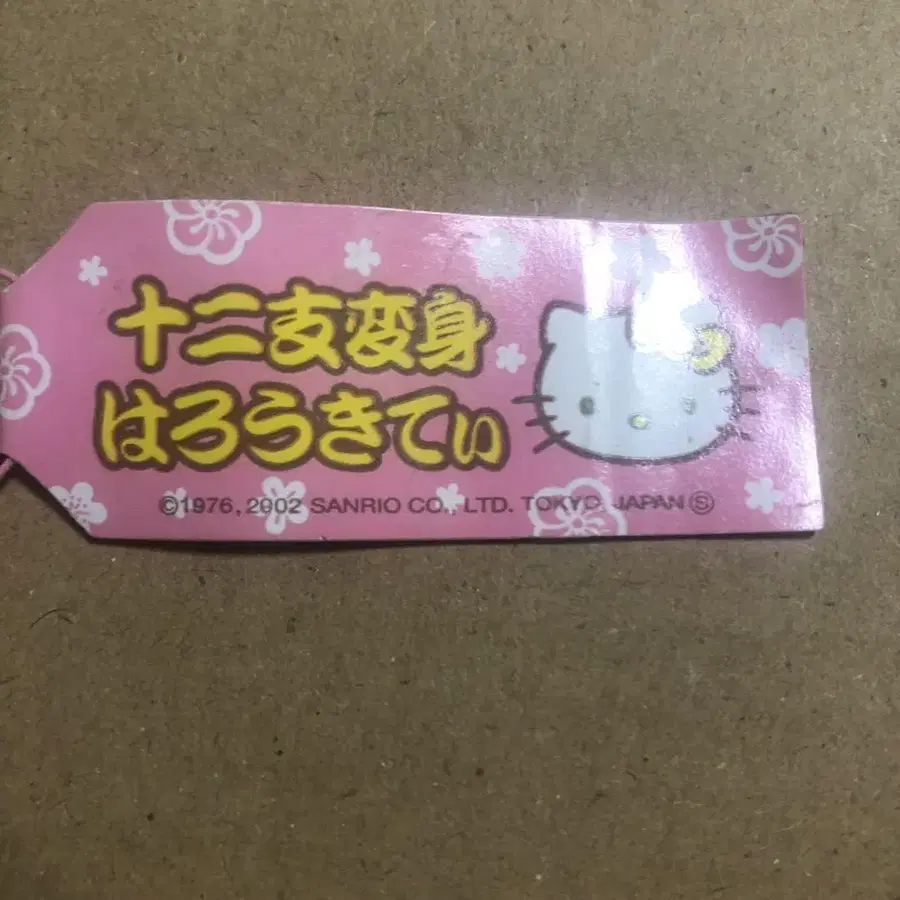 十二支変身
はろうきてぃ
©1976, 2002 SANRIO CO., LTD. TOKYO, JAPAN Ⓢ